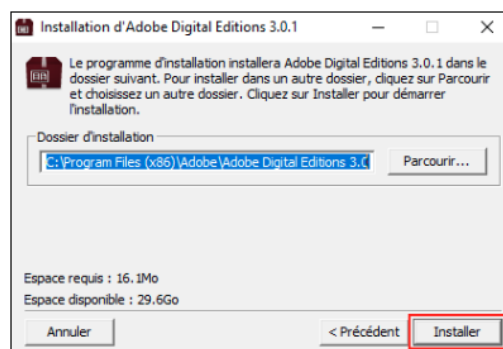 Installation d'Adobe Digital Editions 3.0.1
Le programme d'installation installera Adobe Digital Editions 3.0.1 dans le
dossier suivant. Pour installer dans un autre dossier, cliquez sur Parcourir
et choisissez un autre dossier. Cliquez sur Installer pour démarrer
l'installation.
Dossier d'installation
C:\Program Files (x86)\Adobe\Adobe Digital Editions 3.0
Parcourir...
Espace requis : 16.1Mo
Espace disponible : 29.6Go
Annuler
< Précédent
Installer